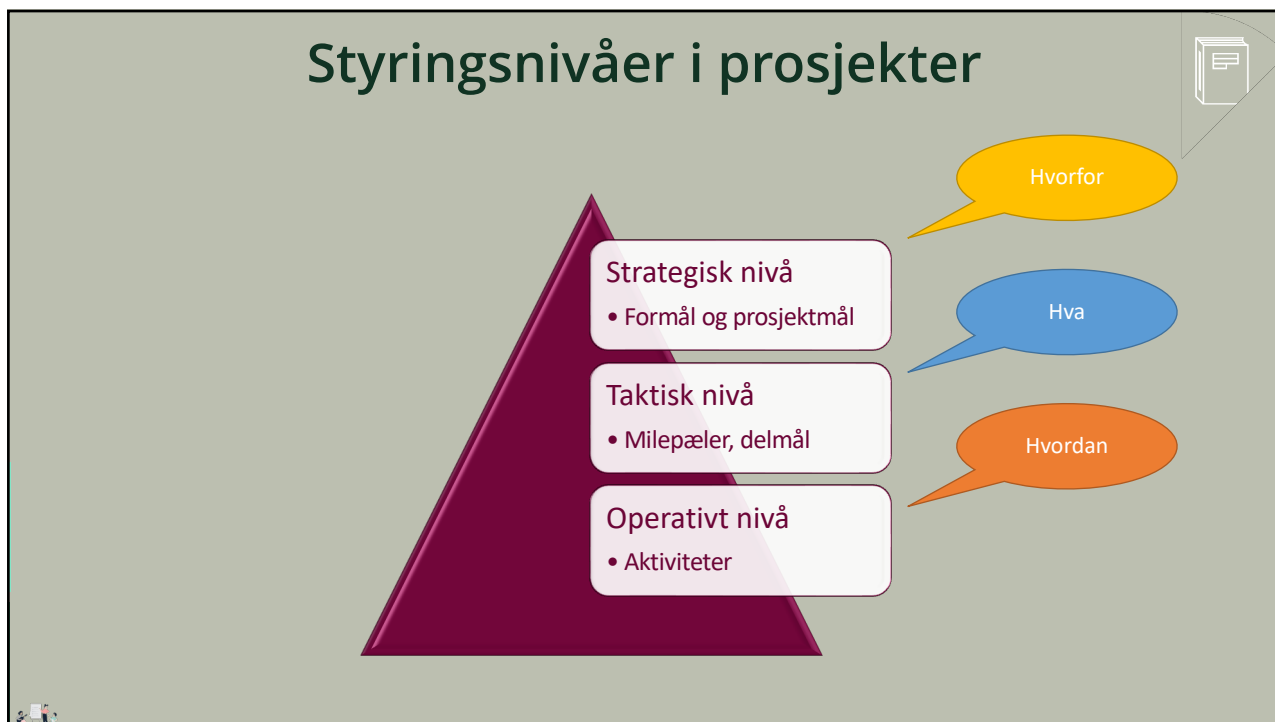 Styringsnivåer i prosjekter
Hvorfor
Strategisk nivå
• Formål og prosjektmål
Hva
Taktisk nivå
• Milepæler, delmål
Hvordan
Operativt nivå
• Aktiviteter